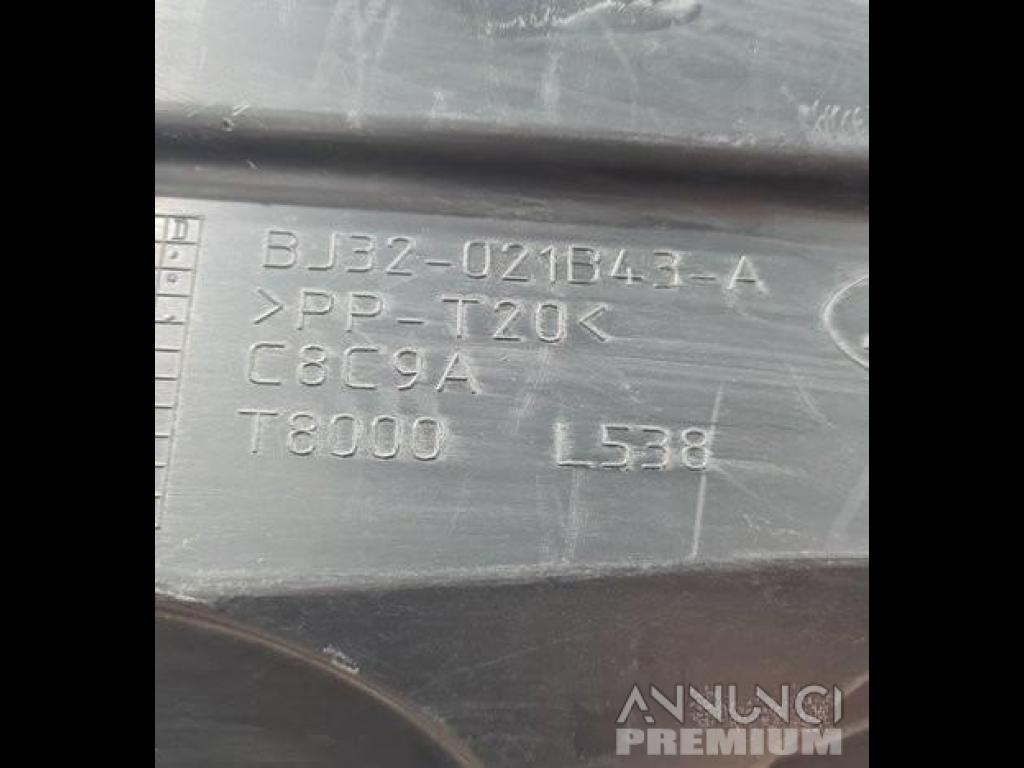 D
BJ32-021B43-A
>PP-T20<
C8C9A
T8000 L538
ANNUNCI
PREMIUM